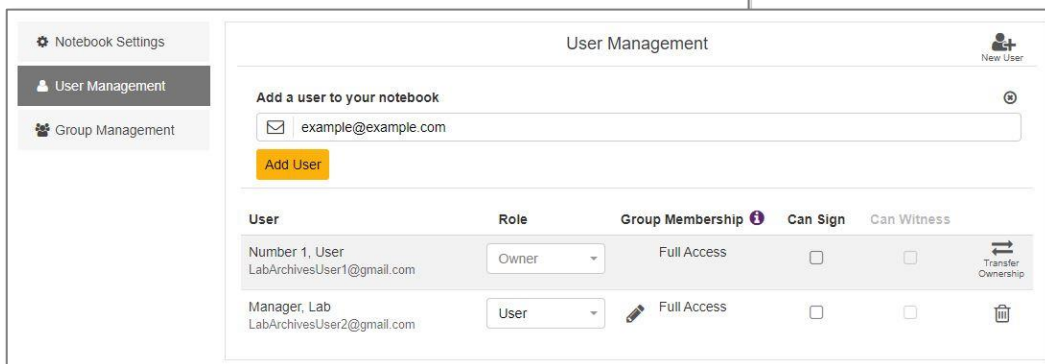 Notebook Settings
User Management
Group Management
User Management
New User
Add a user to your notebook
example@example.com
Add User
User Role Group Membership Can Sign Can Witness
Number 1, User Owner Full Access
LabArchivesUser1@gmail.com
Transfer
Ownership
Manager, Lab User Full Access
LabArchivesUser2@gmail.com